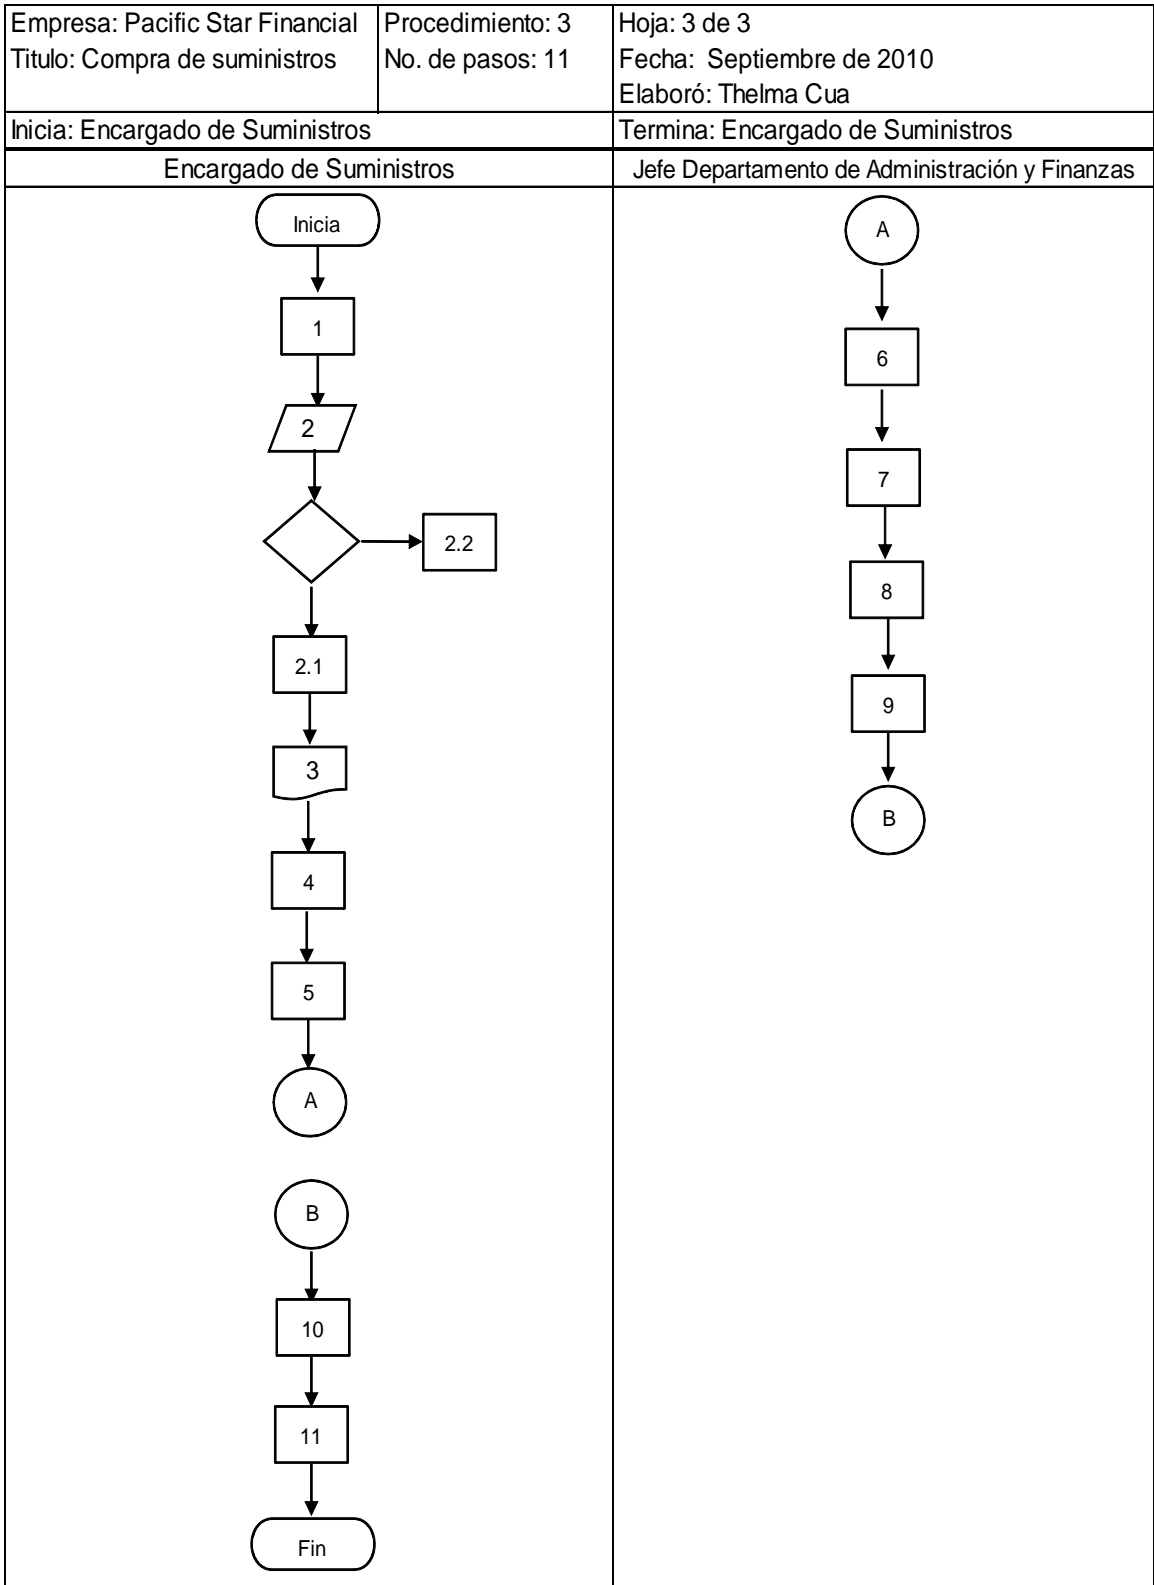 Empresa: Pacific Star Financial
Titulo: Compra de suministros
Procedimiento: 3
No. de pasos: 11
Hoja: 3 de 3
Fecha: Septiembre de 2010
Elaboró: Thelma Cua
Inicia: Encargado de Suministros
Termina: Encargado de Suministros
Encargado de Suministros
Jefe Departamento de Administración y Finanzas
Inicia
1
2
2.2
2.1
3
4
5
A
B
10
11
Fin
A
6
7
8
9
B